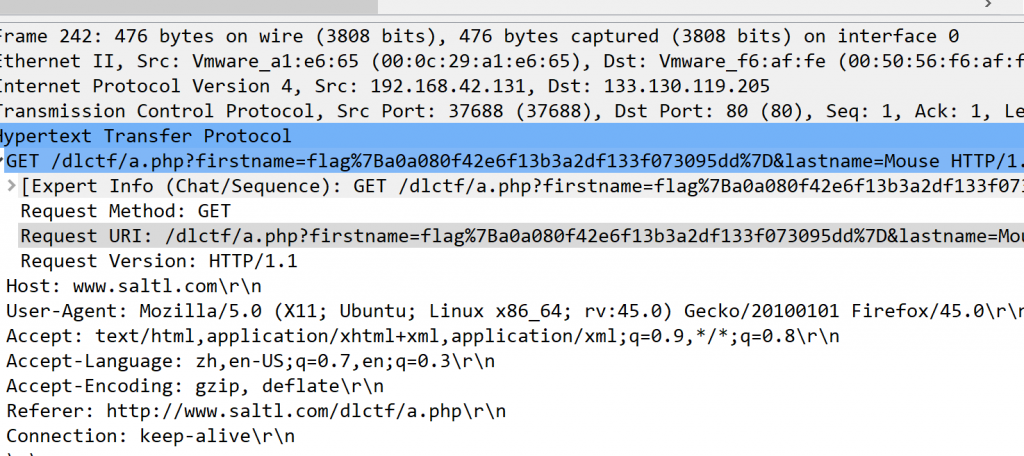 Frame 242: 476 bytes on wire (3808 bits), 476 bytes captured (3808 bits) on interface 0
Ethernet II, Src: Vmware_a1:e6:65 (00:0c:29:a1:e6:65), Dst: Vmware_f6:af:fe (00:50:56:f6:af:f
Internet Protocol Version 4, Src: 192.168.42.131, Dst: 133.130.119.205
Transmission Control Protocol, Src Port: 37688 (37688), Dst Port: 80 (80), Seq: 1, Ack: 1, Le
Hypertext Transfer Protocol
GET /dlctf/a.php?firstname=flag%7Ba0a080f42e6f13b3a2df133f073095dd%7D&lastname=Mouse HTTP/1.
[Expert Info (Chat/Sequence): GET /dlctf/a.php?firstname=flag%7Ba0a080f42e6f13b3a2df133f073
Request Method: GET
Request URI: /dlctf/a.php?firstname=flag%7Ba0a080f42e6f13b3a2df133f073095dd%7D&lastname=Mou
Request Version: HTTP/1.1
Host: www.saltl.com\r\n
User-Agent: Mozilla/5.0 (X11; Ubuntu; Linux x86_64; rv:45.0) Gecko/20100101 Firefox/45.0\r\n
Accept: text/html,application/xhtml+xml,application/xml;q=0.9,*/*;q=0.8\r\n
Accept-Language: zh,en-US;q=0.7,en;q=0.3\r\n
Accept-Encoding: gzip, deflate\r\n
Referer: http://www.saltl.com/dlctf/a.php\r\n
Connection: keep-alive\r\n